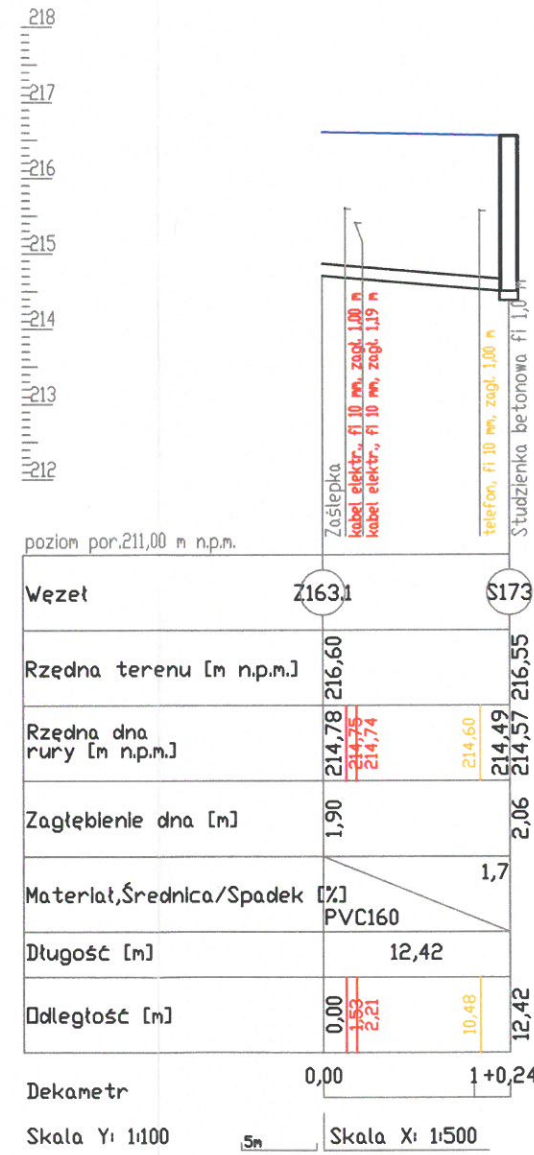 218
217
216
215
214
213
212
poziom por.211,00 m n.p.m.
Zaślepka
kabel elektr., fi 10 mm, zagł. 1,00 m
kabel elektr., fi 10 mm, zagł. 1,19 m
telefon, fi 10 mm, zagł. 1,00 m
Studzienka betonowa fi 1,0 m
Węzeł
Z163.1
S173
Rzędna terenu [m n.p.m.]
216,60
216,55
Rzędna dna
rury [m n.p.m.]
214,78
214,75
214,74
214,60
214,49
214,57
Zagłębienie dna [m]
1,90
2,06
Materiał,Średnica/Spadek [%]
1,7
PVC160
Długość [m]
12,42
Odległość [m]
0,00
1,53
2,21
10,48
12,42
Dekametr
0,00
1+0,24
Skala Y: 1:100
5m
Skala X: 1:500